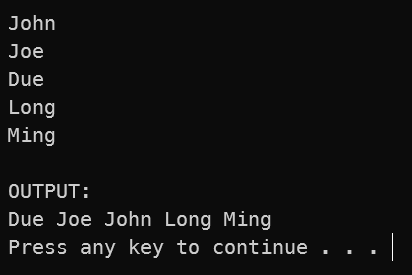 John
Joe
Due
Long
Ming

OUTPUT:
Due Joe John Long Ming
Press any key to continue . . .